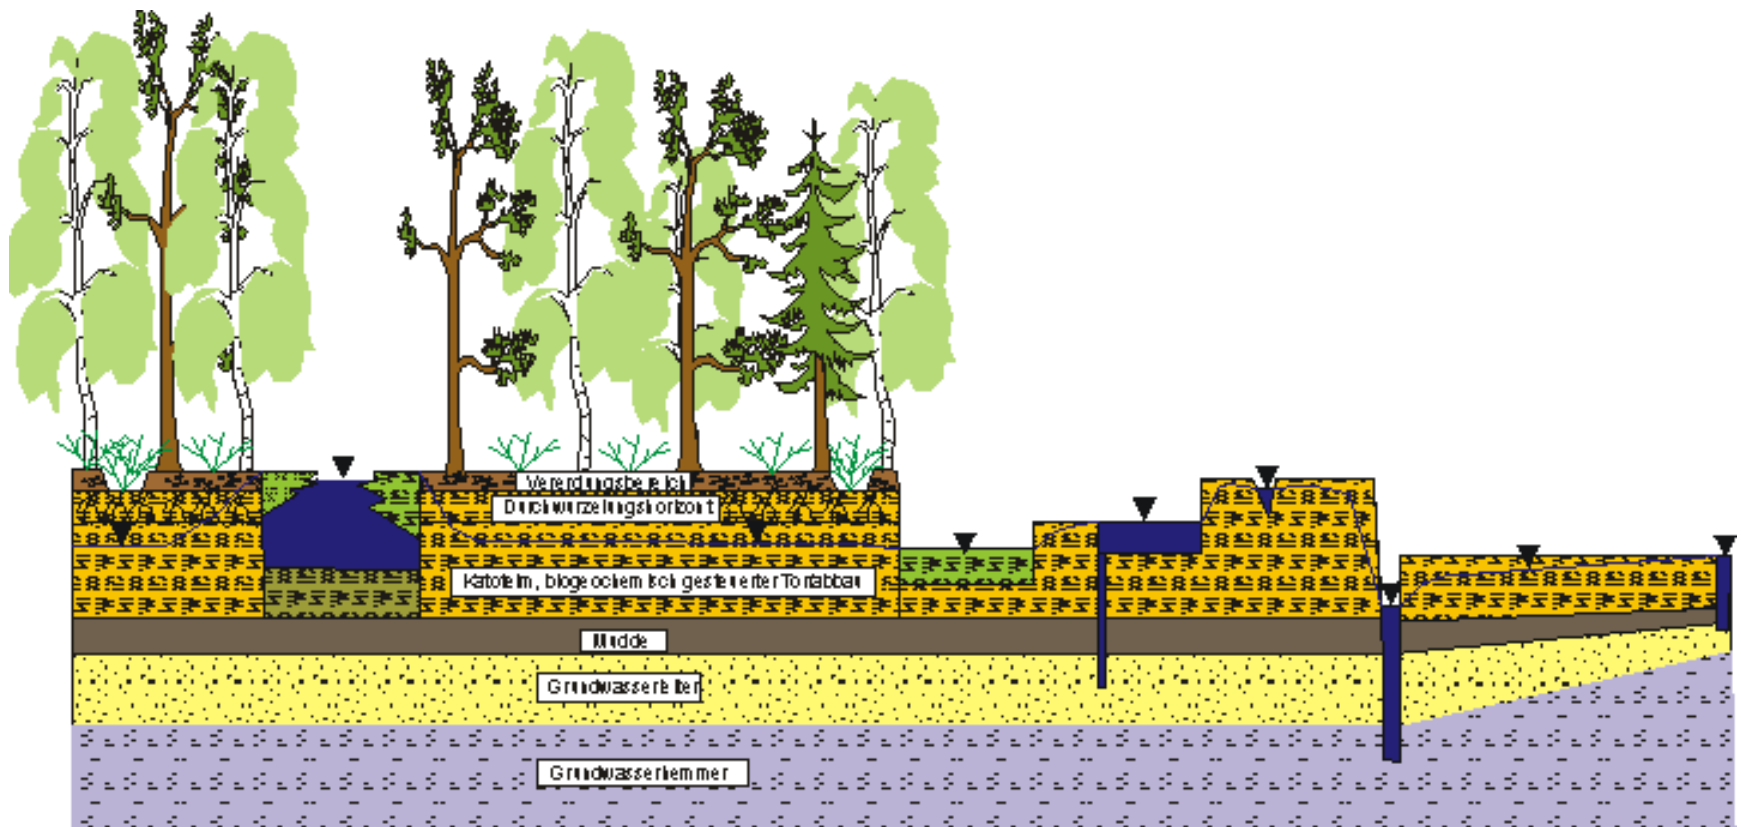 Vererdungsbereich
Durchwurzelungshorizont
Katotelm, biogeochemisch gesteuerter Torfabbau
Mudde
Grundwasserleiter
Grundwasserhemmer